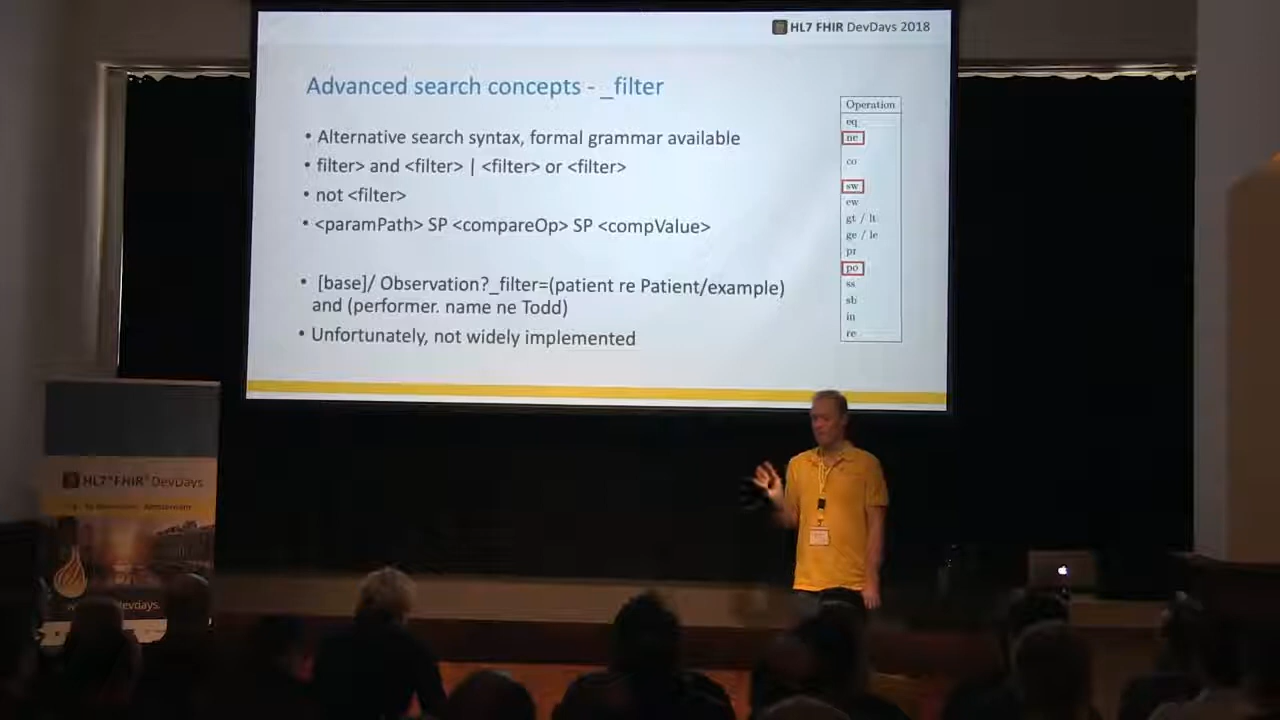 HL7 FHIR DevDays 2018
Advanced search concepts - _filter
• Alternative search syntax, formal grammar available
• filter> and <filter> | <filter> or <filter>
• not <filter>
• <paramPath> SP <compareOp> SP <compValue>
• [base]/ Observation?_filter=(patient re Patient/example)
and (performer. name ne Todd)
• Unfortunately, not widely implemented
Operation
eq
ne
co
sw
ew
gt / lt
ge / le
pr
po
ss
sb
in
re
HL7® FHIR® DevDays
devdays.